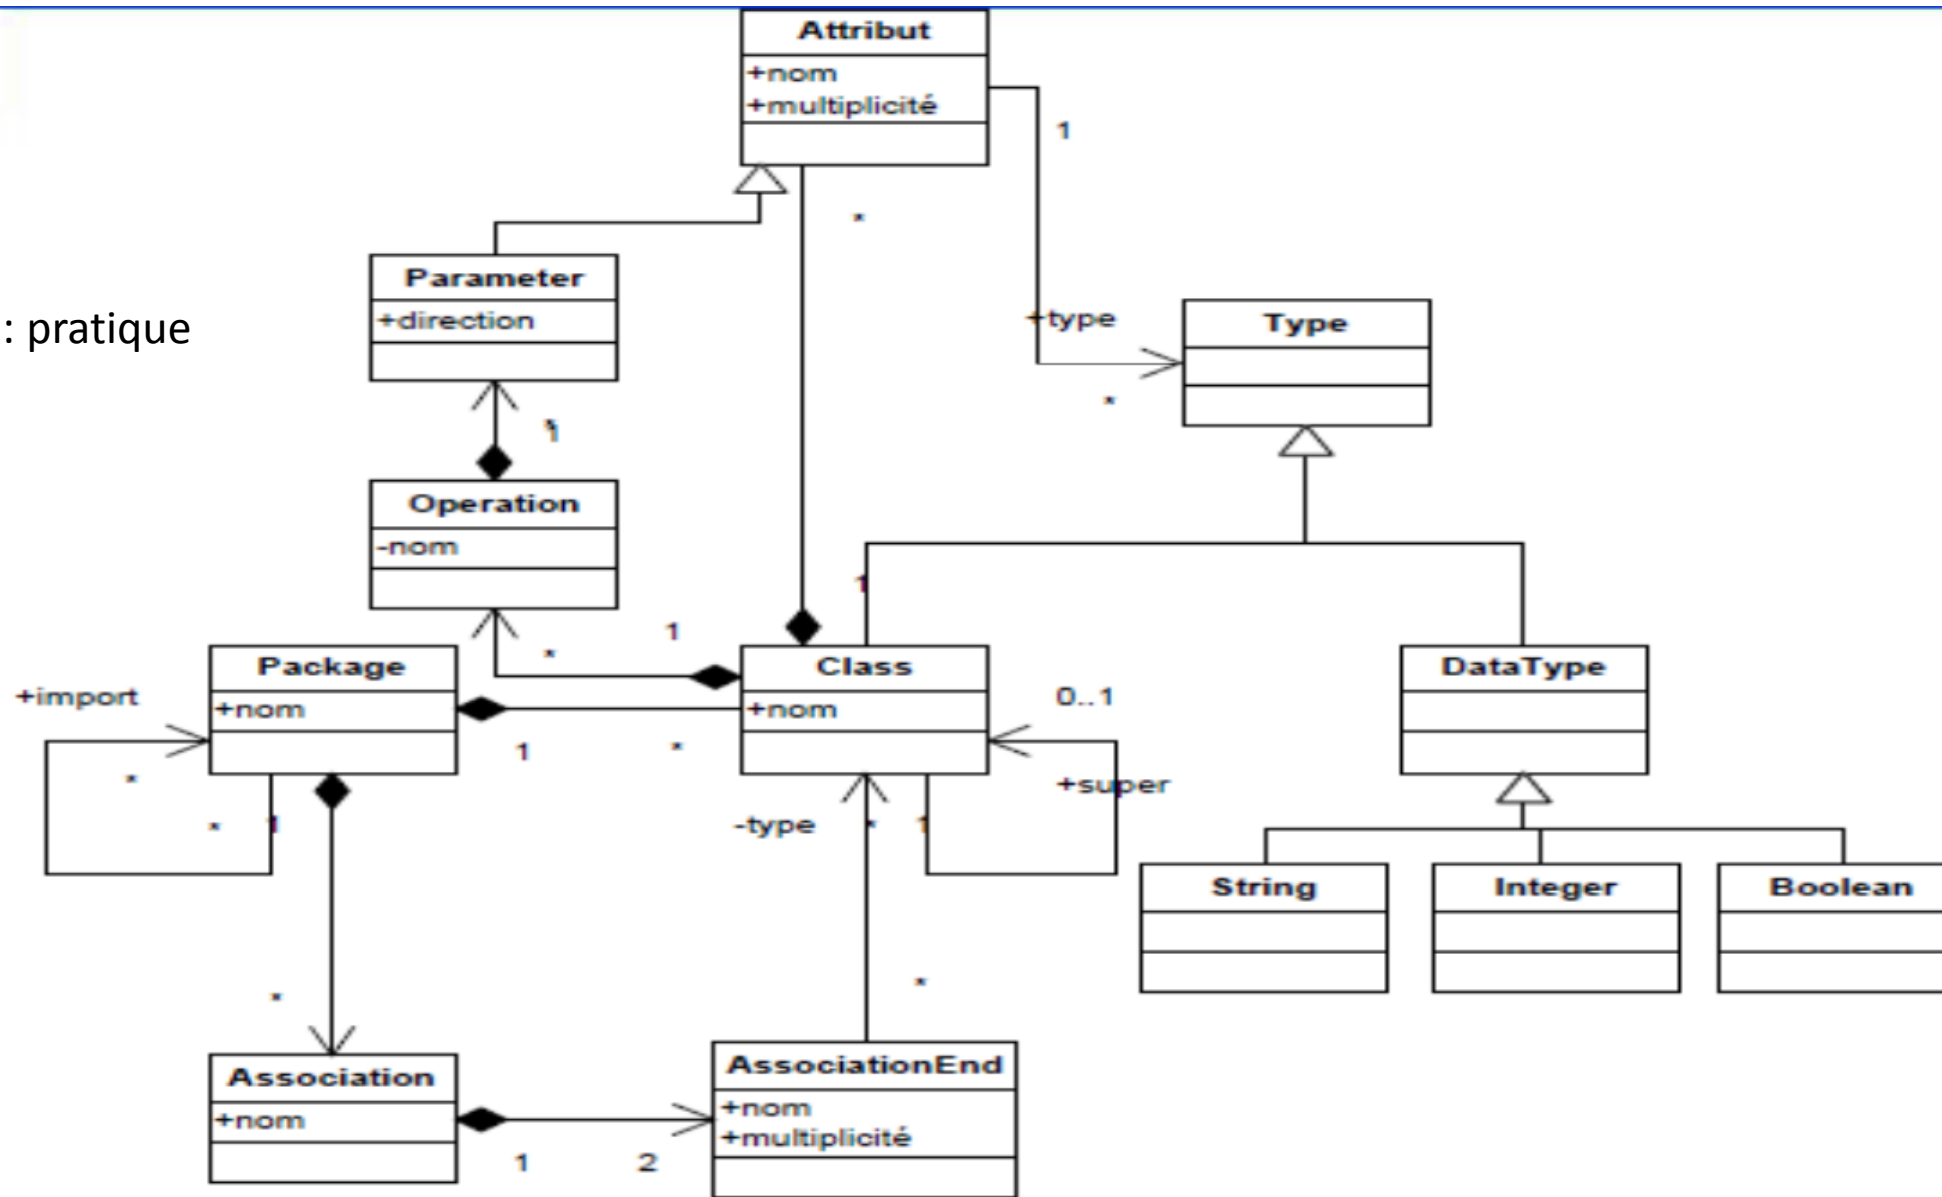 Attribut
+nom
+multiplicité
1
*
Parameter
+direction
: pratique
+type
Type
*
*
1
Operation
-nom
1
1
*
Package
+nom
Class
+nom
DataType
+import
0..1
1
*
*
+super
*
1
-type
*
1
String
Integer
Boolean
*
*
Association
+nom
AssociationEnd
+nom
+multiplicité
1
2